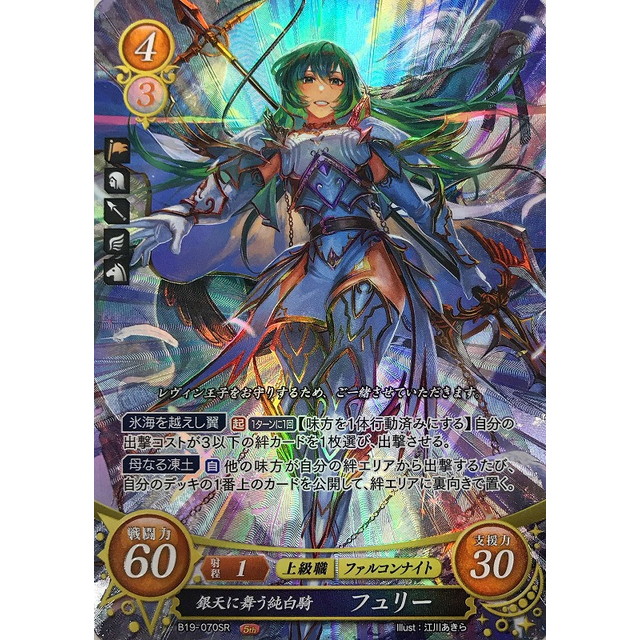 4
3
レヴィン王子をお守りするため、ご一緒させていただきます。
氷海を越えし翼 起 1ターンに1回 【味方を1体行動済みにする】自分の
出撃コストが3以下の絆カードを1枚選び、出撃させる。
母なる凍土 自 他の味方が自分の絆エリアから出撃するたび、
自分のデッキの1番上のカードを公開して、絆エリアに裏向きで置く。
戦闘力
60
射程 1 上級職 ファルコンナイト
支援力
30
銀天に舞う純白騎 フュリー
B19-070SR 5th Illust：江川あきら